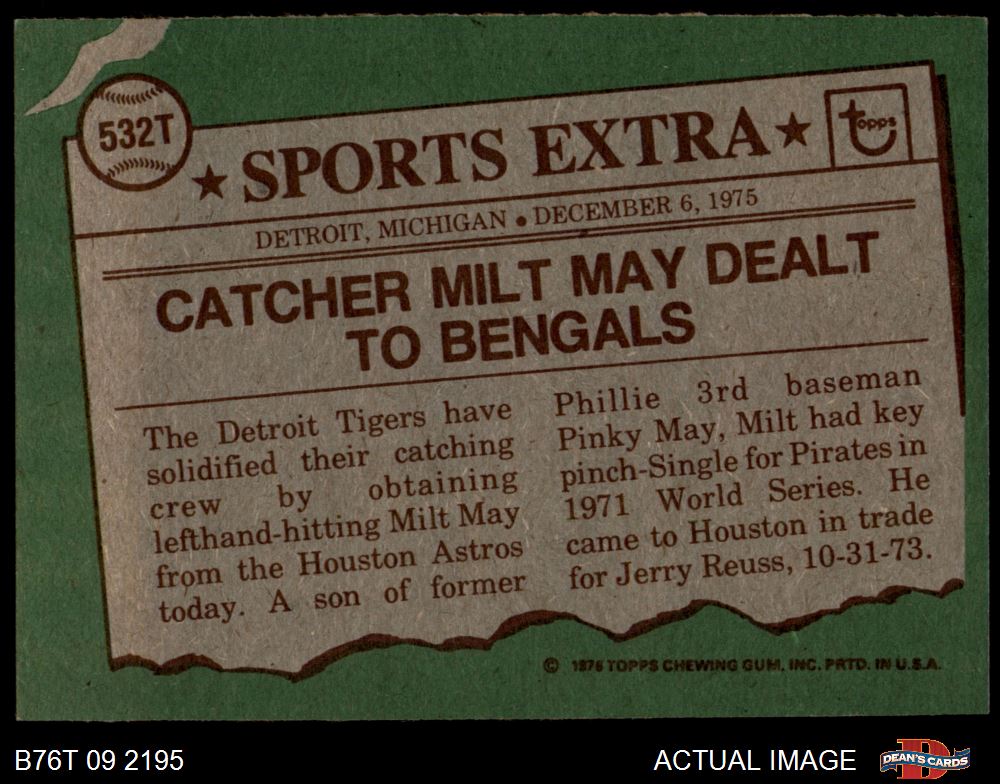 532T
★ SPORTS EXTRA ★
topps
DETROIT, MICHIGAN • DECEMBER 6, 1975
CATCHER MILT MAY DEALT
TO BENGALS
The Detroit Tigers have
solidified their catching
crew by obtaining
lefthand-hitting Milt May
from the Houston Astros
today. A son of former
Phillie 3rd baseman
Pinky May, Milt had key
pinch-Single for Pirates in
1971 World Series. He
came to Houston in trade
for Jerry Reuss, 10-31-73.
© 1976 TOPPS CHEWING GUM, INC. PRTD. IN U.S.A.
B76T 09 2195
ACTUAL IMAGE
DEAN'S CARDS